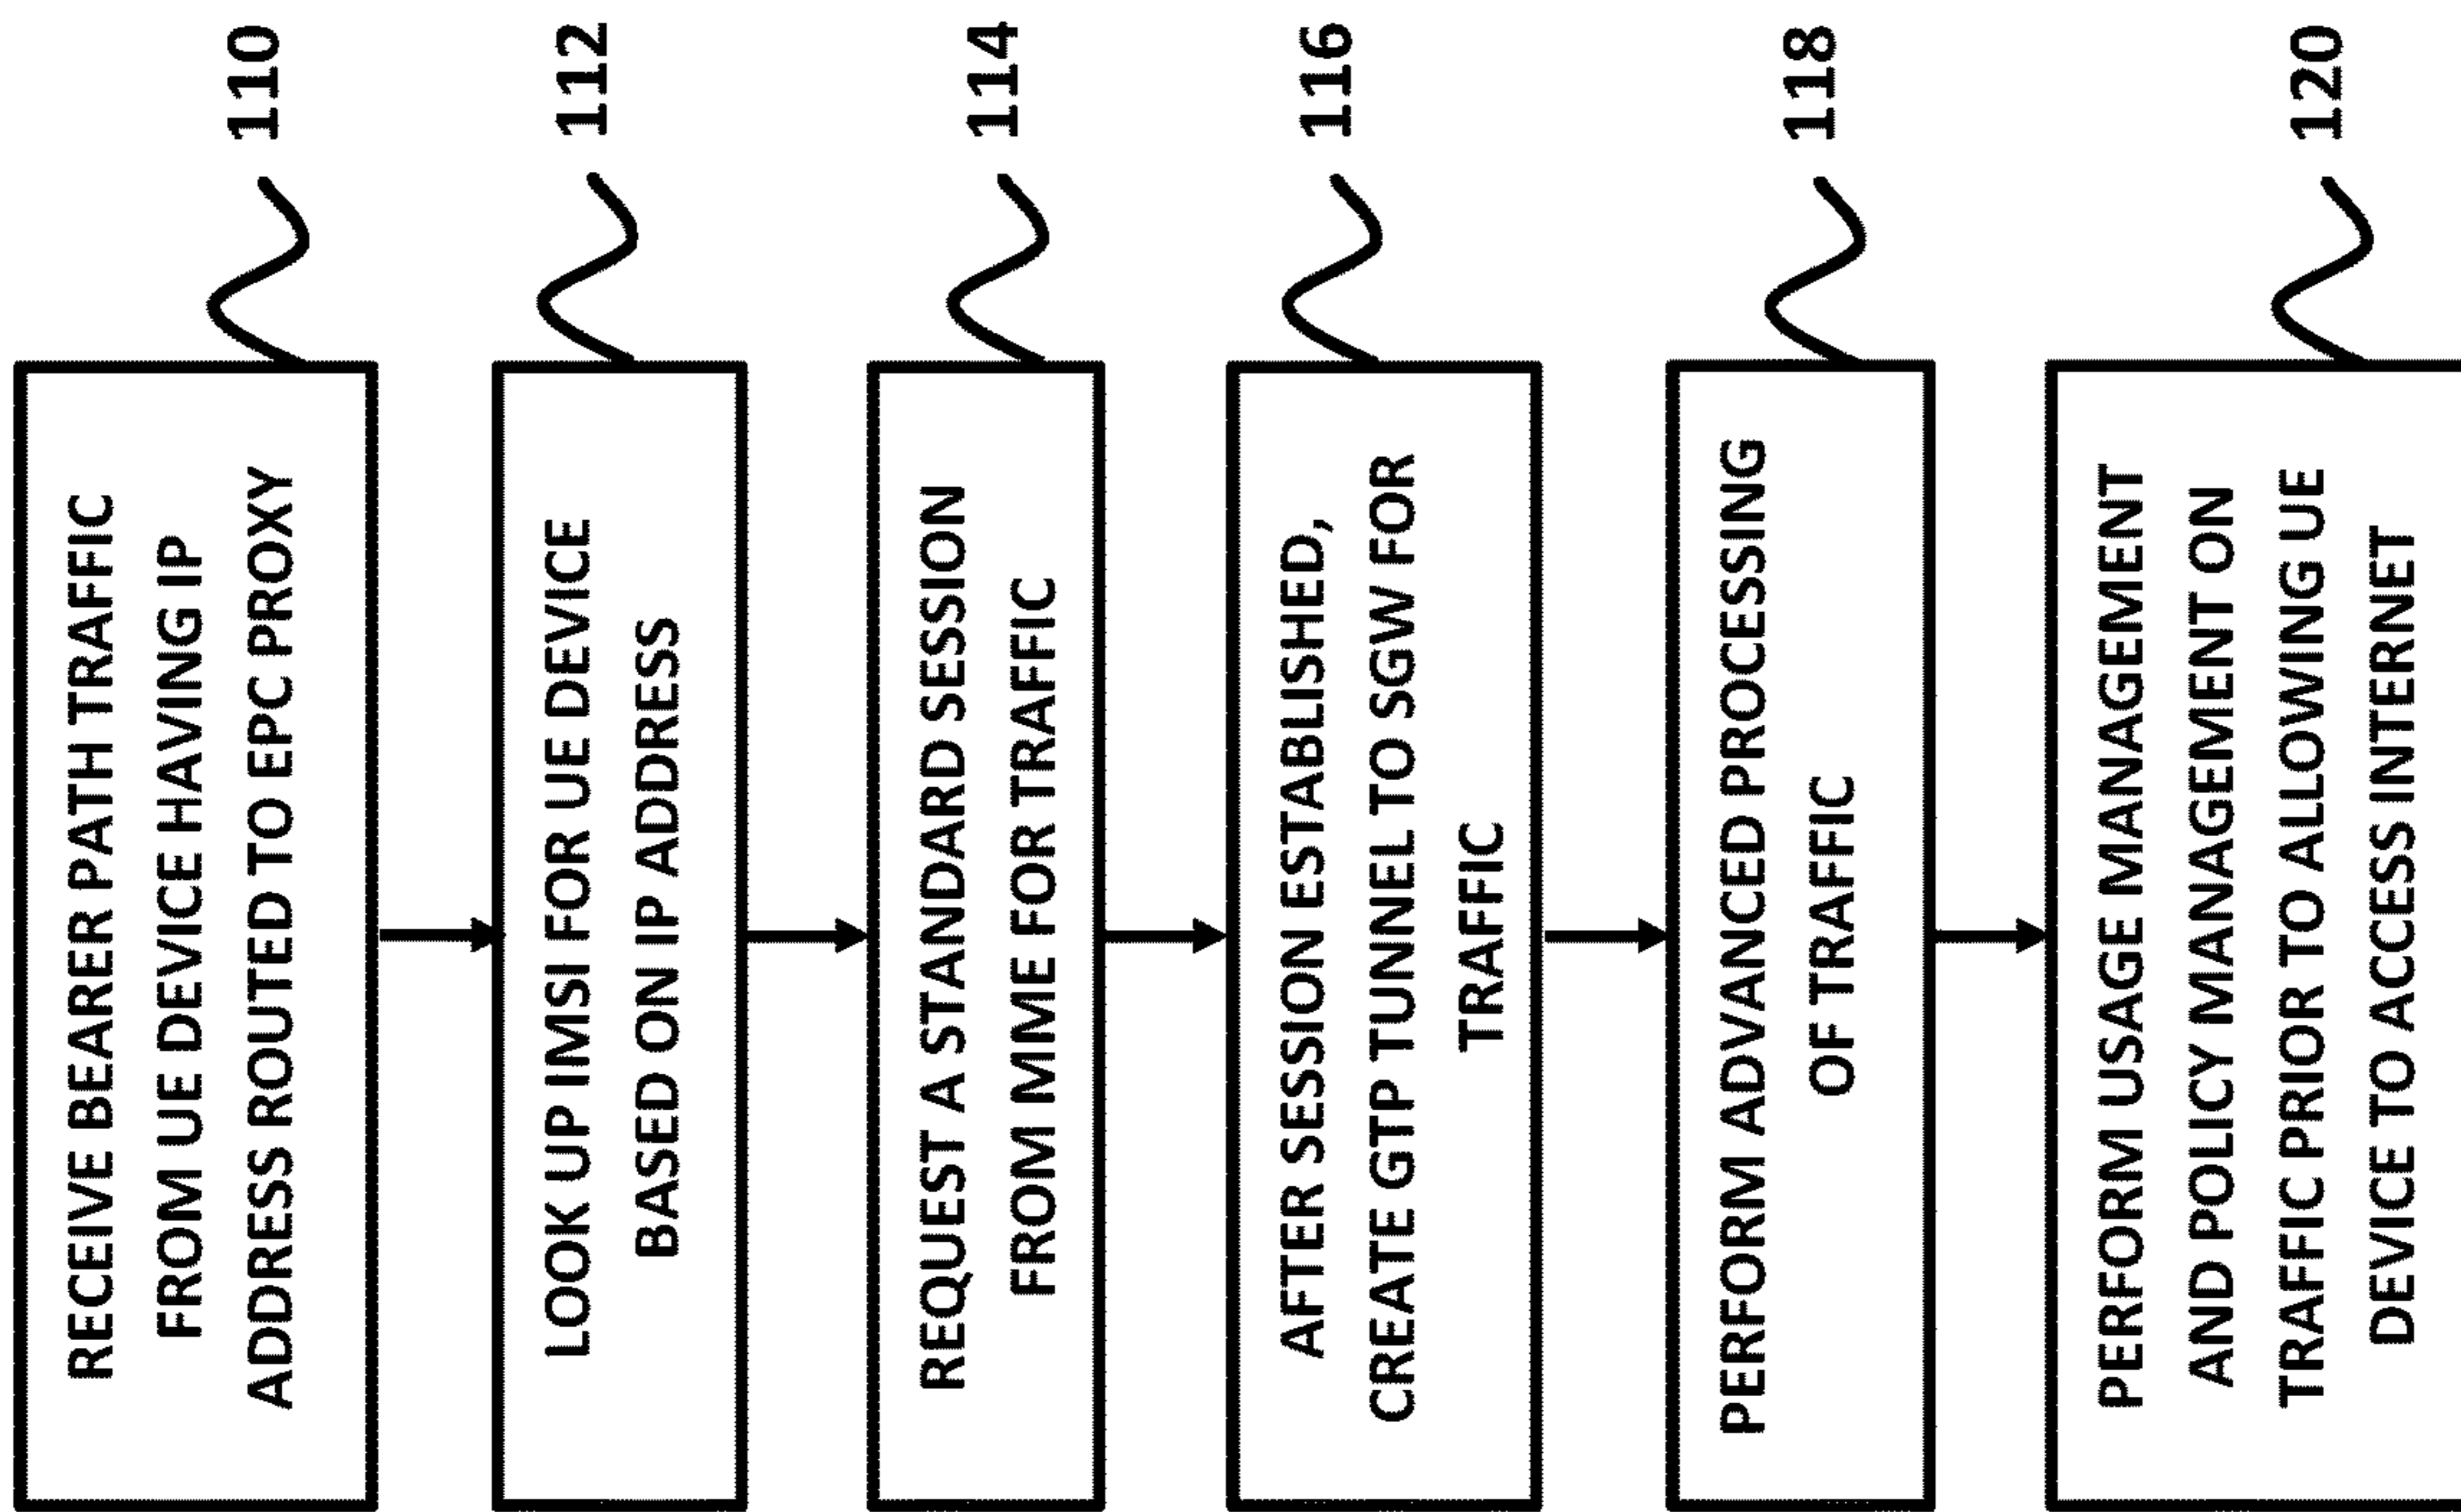 RECEIVE BEARER PATH TRAFFIC
FROM UE DEVICE HAVING IP
ADDRESS ROUTED TO EPC PROXY
110
LOOK UP IMSI FOR UE DEVICE
BASED ON IP ADDRESS
112
REQUEST A STANDARD SESSION
FROM MME FOR TRAFFIC
114
AFTER SESSION ESTABLISHED,
CREATE GTP TUNNEL TO SGW FOR
TRAFFIC
116
PERFORM ADVANCED PROCESSING
OF TRAFFIC
118
PERFORM USAGE MANAGEMENT
AND POLICY MANAGEMENT ON
TRAFFIC PRIOR TO ALLOWING UE
DEVICE TO ACCESS INTERNET
120